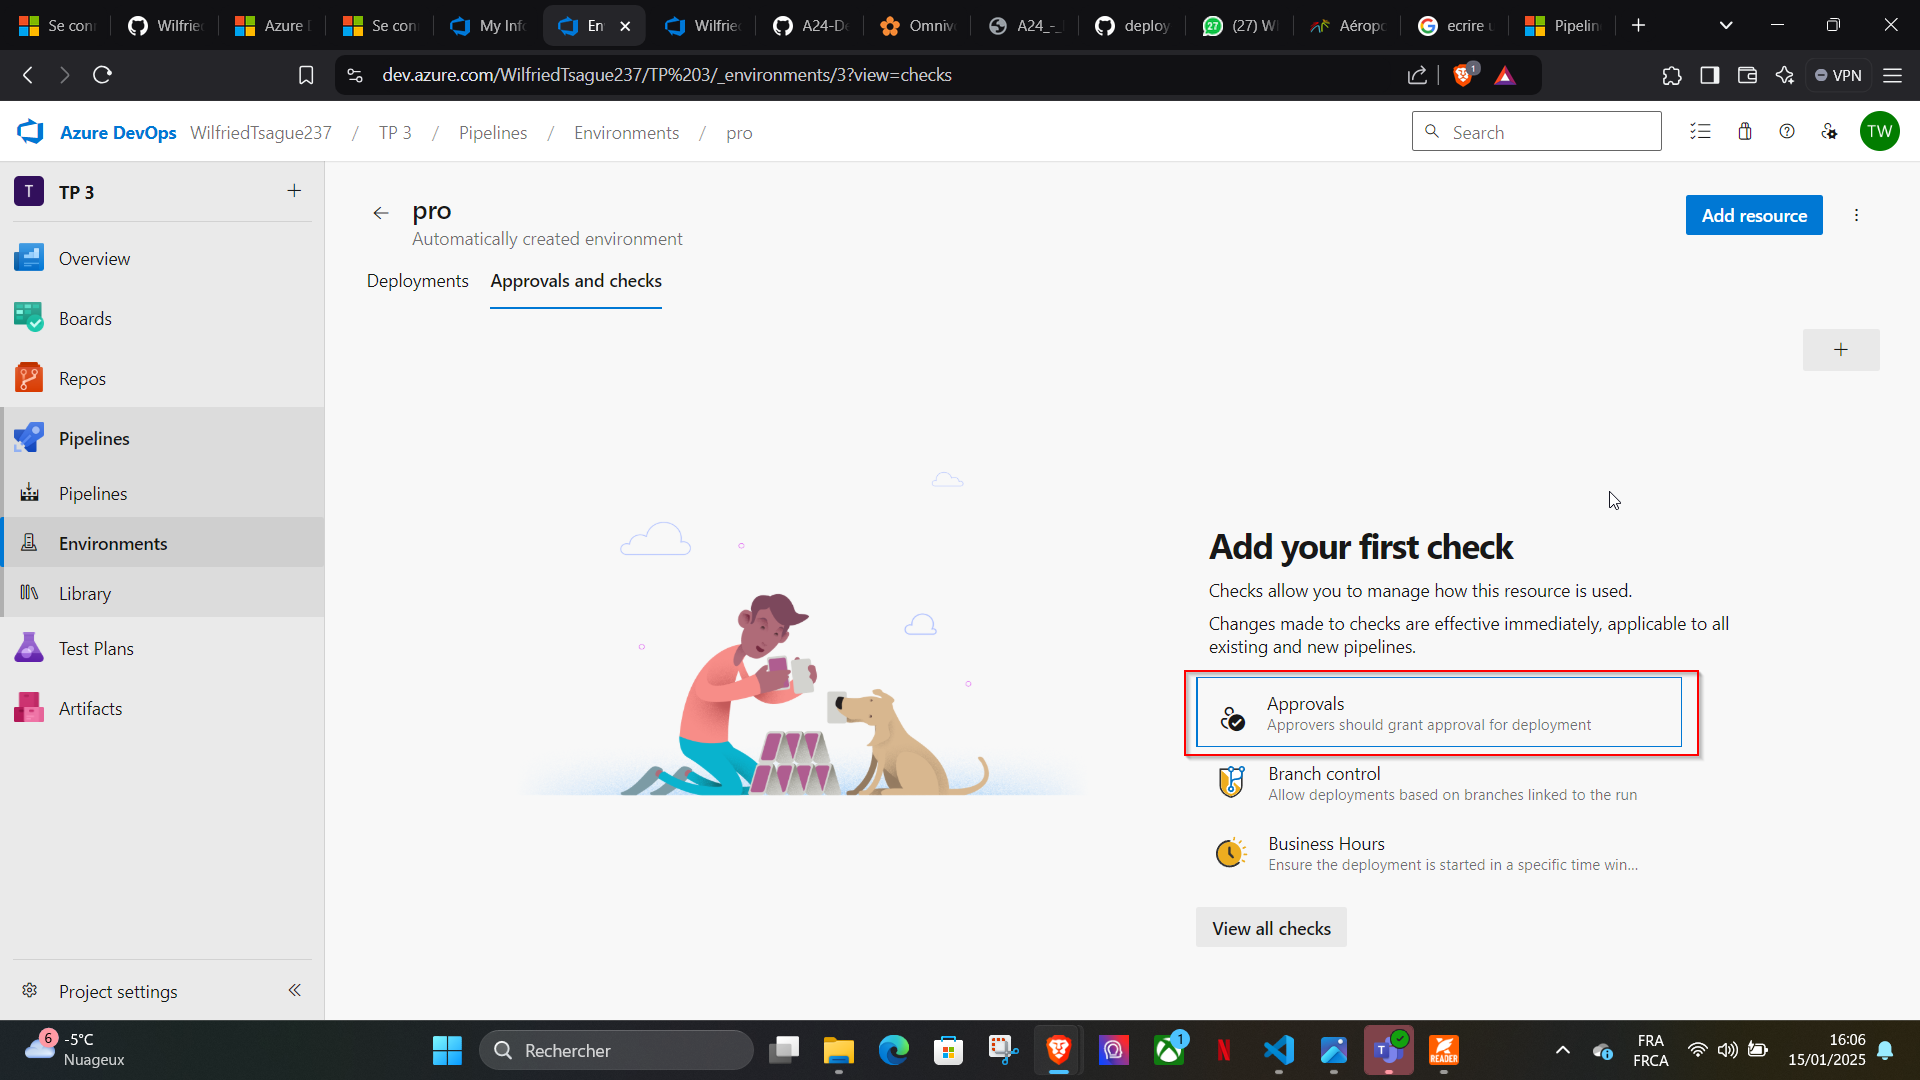 Se con
Wilfrie
Azure
Se con
My Inf
En
Wilfrie
A24-De
Omniv
A24_-_
deploy
(27) W
Aéropo
ecrire u
Pipelin
dev.azure.com/WilfriedTsague237/TP%203/_environments/3?view=checks
1
VPN
Azure DevOps WilfriedTsague237 / TP 3 / Pipelines / Environments / pro
Search
TW
T
TP 3
Overview
Boards
Repos
Pipelines
Pipelines
Environments
Library
Test Plans
Artifacts
Project settings
pro
Automatically created environment
Add resource
Deployments
Approvals and checks
Add your first check
Checks allow you to manage how this resource is used.
Changes made to checks are effective immediately, applicable to all
existing and new pipelines.
Approvals
Approvers should grant approval for deployment
Branch control
Allow deployments based on branches linked to the run
Business Hours
Ensure the deployment is started in a specific time win...
View all checks
6
-5°C
Nuageux
Rechercher
1
READER
FRA
FRCA
16:06
15/01/2025